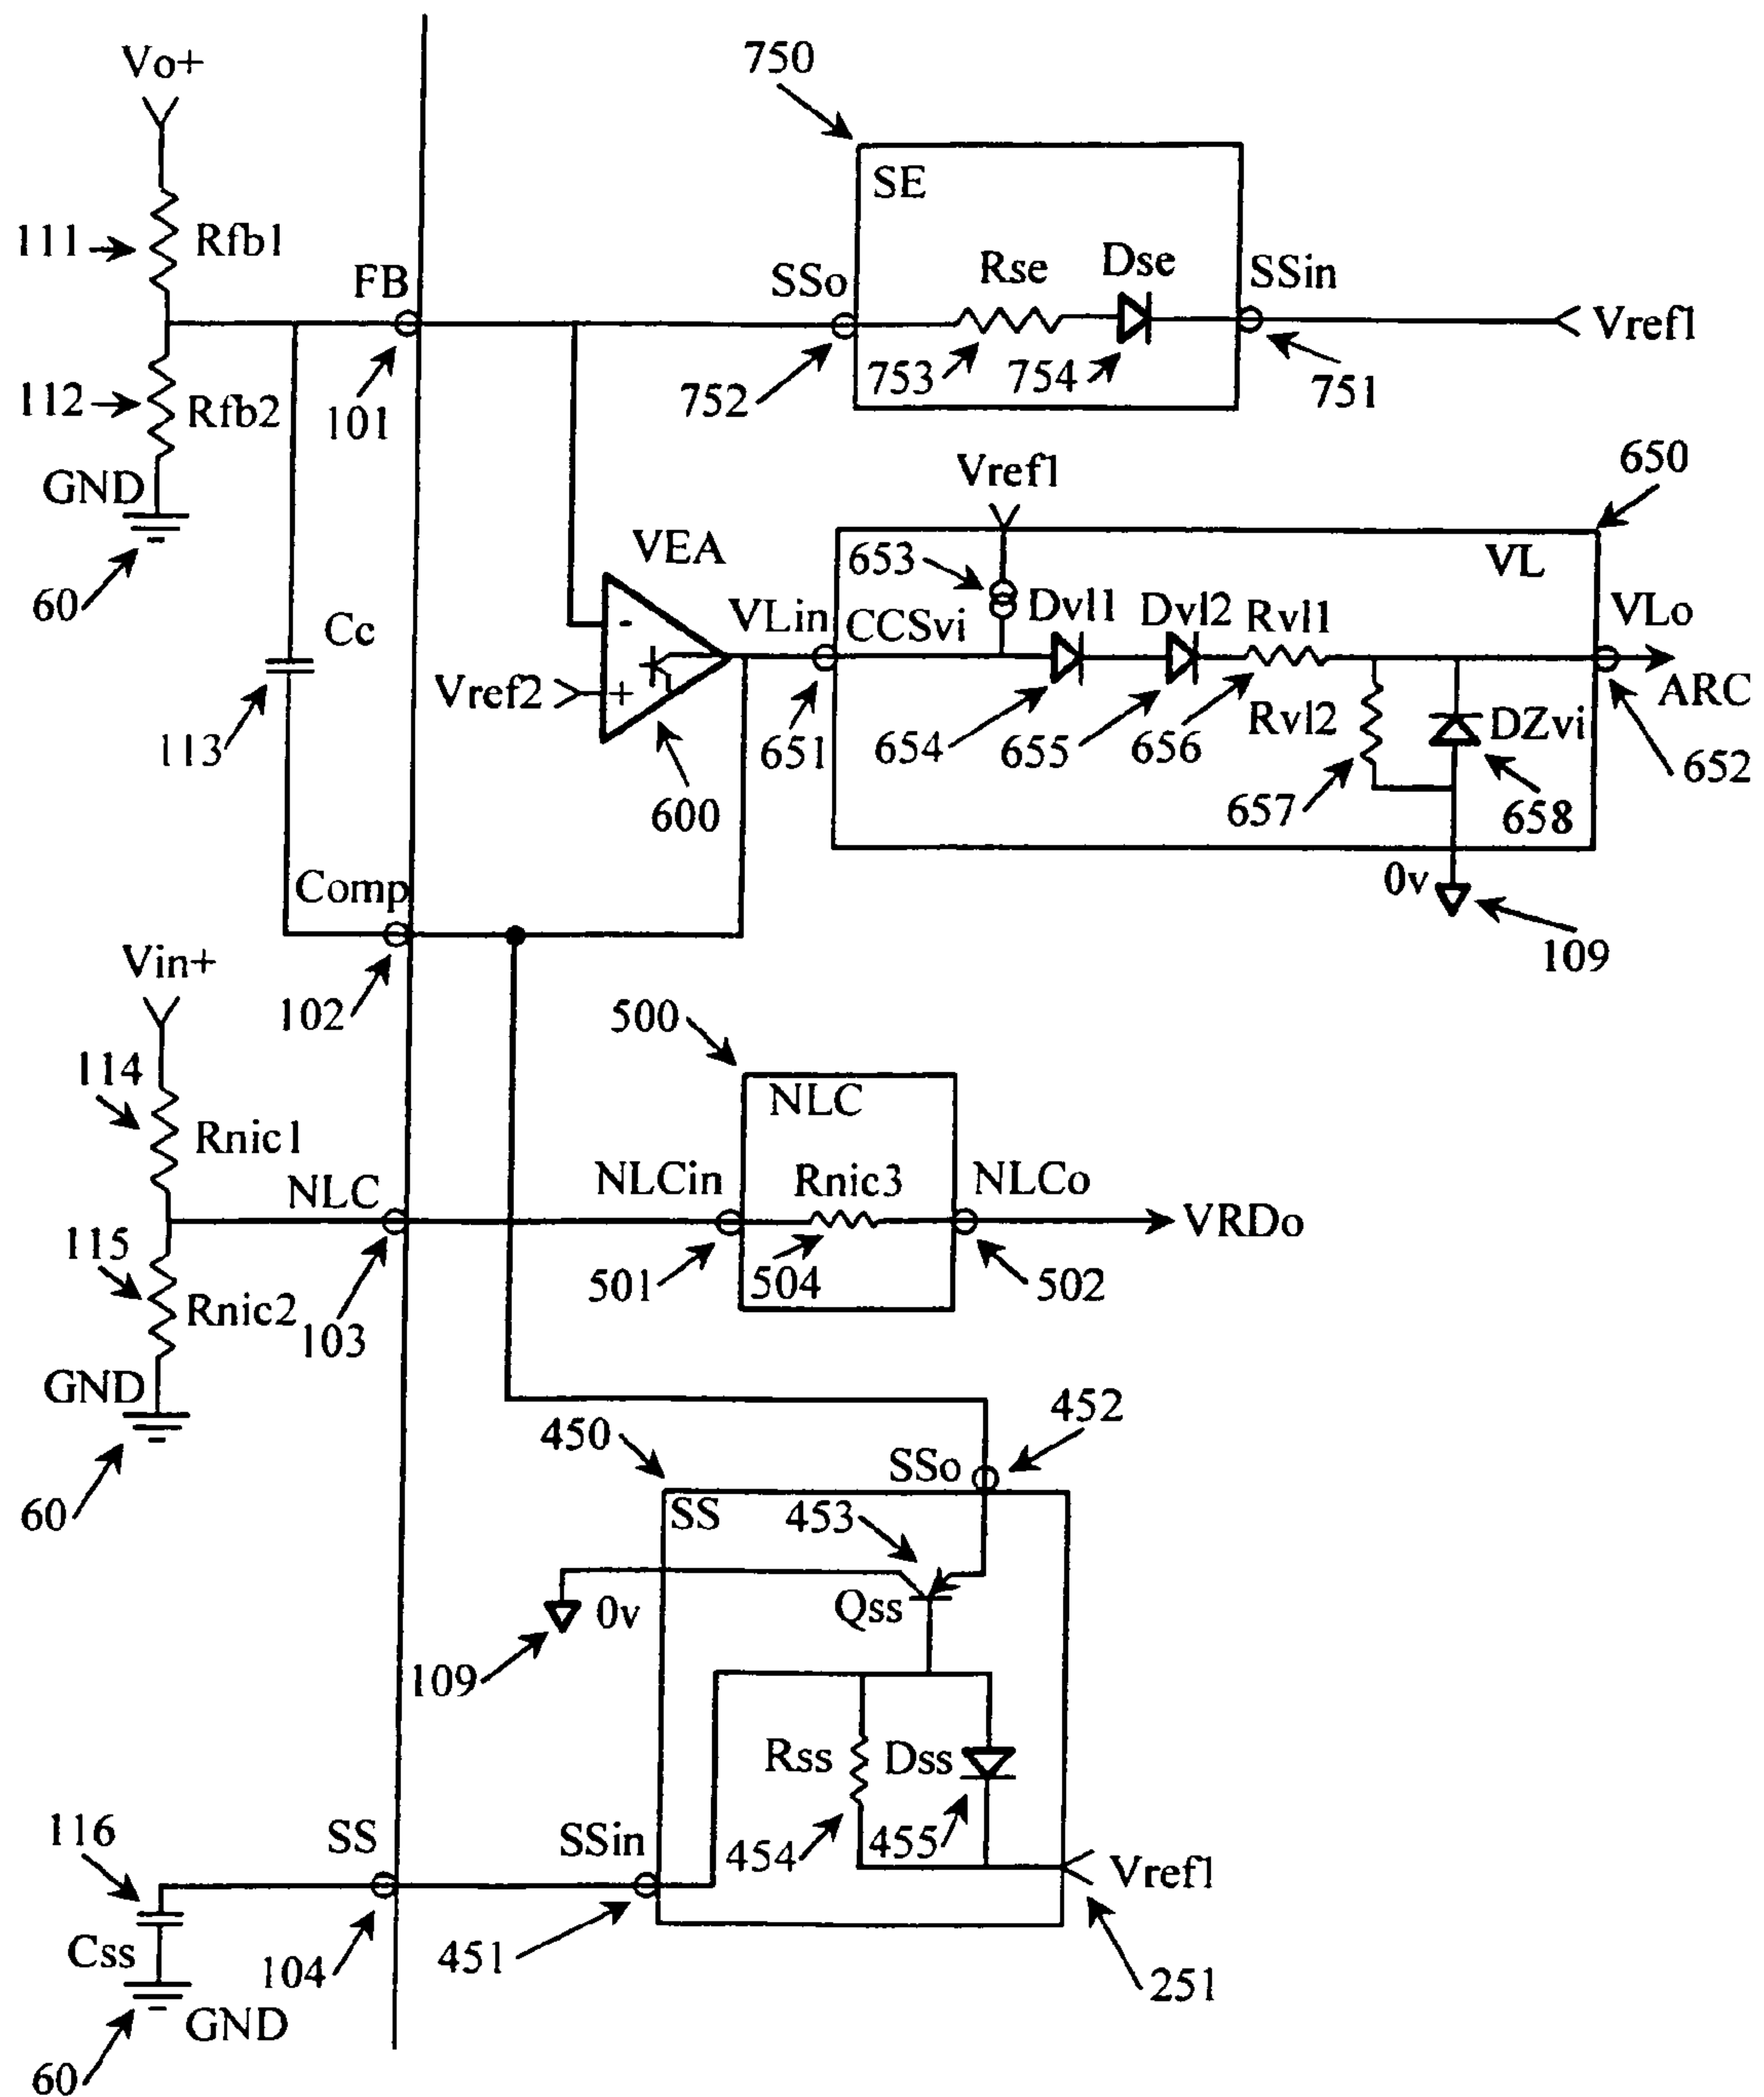 Vo+
750
SE
111
Rfb1
FB
SSo
Rse
Dse
SSin
Vref1
112
Rfb2
101
752
753
754
751
GND
Vref1
650
60
VEA
653
VL
Cc
VLin
CCSvi
Dvl1
Dvl2
Rvl1
VLo
-
Vref2
+
ARC
113
651
654
655
656
Rvl2
DZvi
652
600
657
658
Comp
0v
109
Vin+
102
500
114
NLC
Rnic1
NLC
NLCin
Rnic3
NLCo
VRDo
115
Rnic2
103
501
504
502
GND
452
450
SSo
60
SS
453
Qss
0v
109
Rss
Dss
116
SS
SSin
454
455
Vref1
Css
104
451
251
GND
60